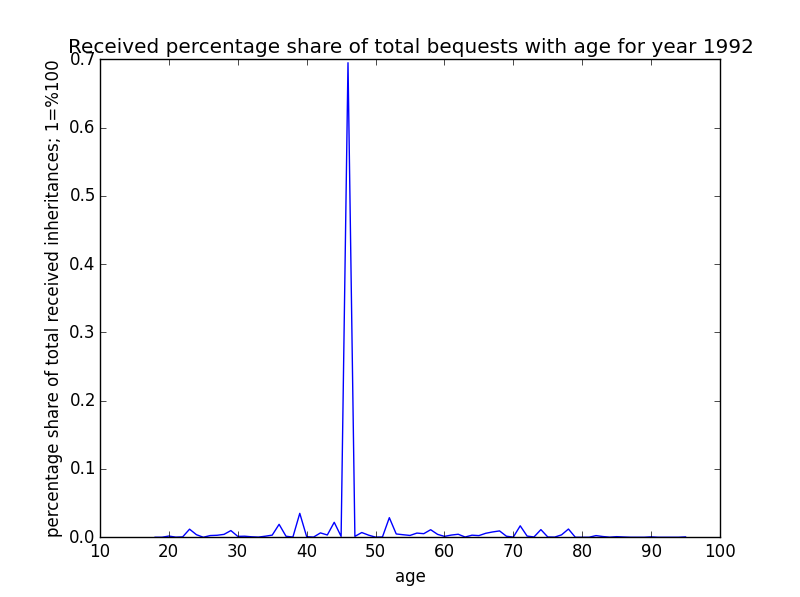 Received percentage share of total bequests with age for year 1992
percentage share of total received inheritances; 1=%100
0.7
0.6
0.5
0.4
0.3
0.2
0.1
0.0
10 20 30 40 50 60 70 80 90 100
age